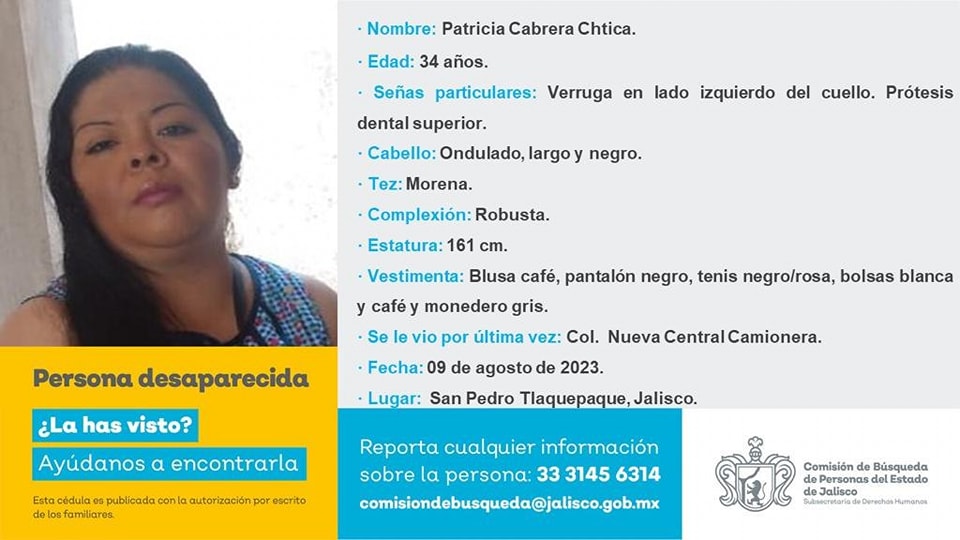 · Nombre: Patricia Cabrera Chtica.
· Edad: 34 años.
· Señas particulares: Verruga en lado izquierdo del cuello. Prótesis
dental superior.
· Cabello: Ondulado, largo y negro.
· Tez: Morena.
· Complexión: Robusta.
· Estatura: 161 cm.
· Vestimenta: Blusa café, pantalón negro, tenis negro/rosa, bolsas blanca
y café y monedero gris.
· Se le vio por última vez: Col. Nueva Central Camionera.
· Fecha: 09 de agosto de 2023.
· Lugar: San Pedro Tlaquepaque, Jalisco.
Persona desaparecida
¿La has visto?
Ayúdanos a encontrarla
Esta cédula es publicada con la autorización por escrito
de los familiares.
Reporta cualquier información
sobre la persona: 33 3145 6314
comisiondebusqueda@jalisco.gob.mx
Comisión de Búsqueda
de Personas del Estado
de Jalisco
Subsecretaría de Derechos Humanos